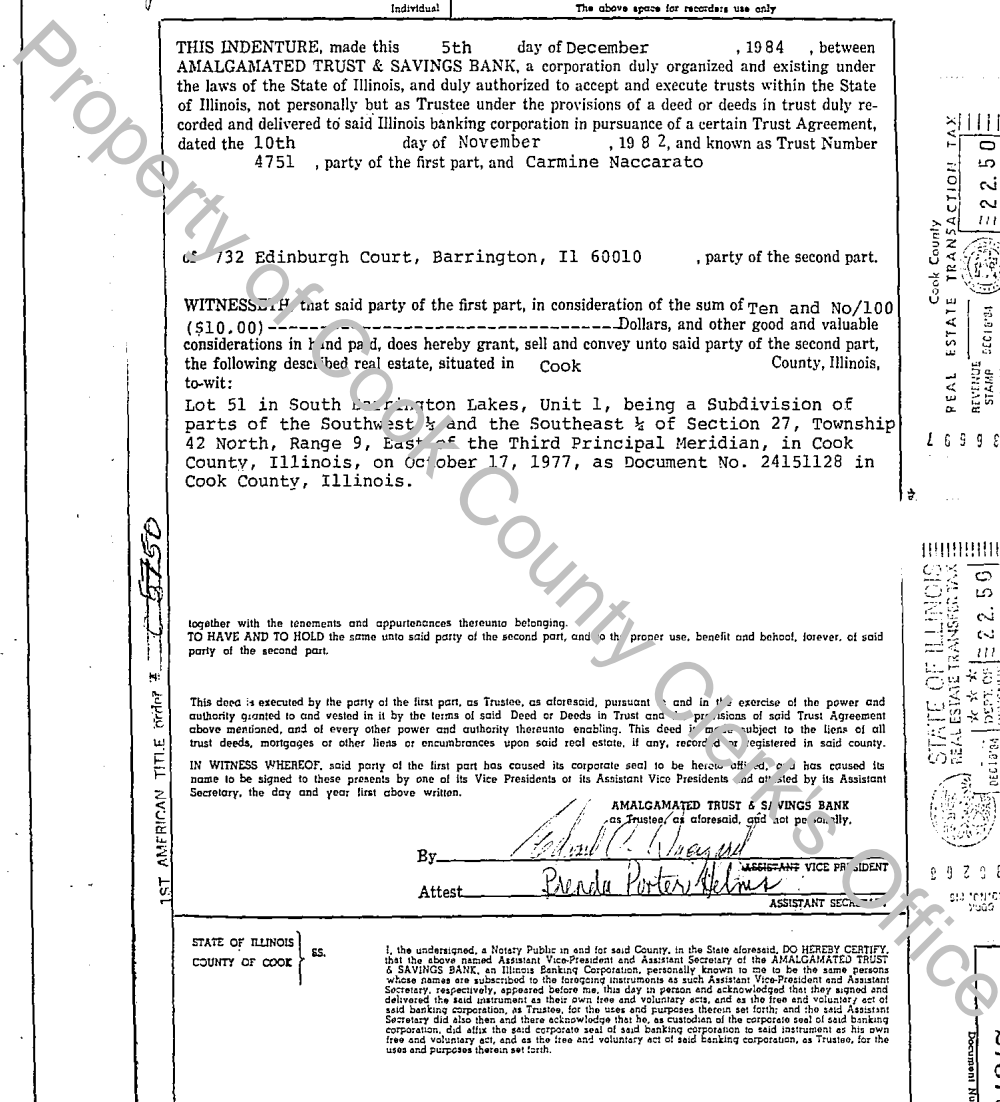 Individual
The above space for recorders use only
THIS INDENTURE, made this 5th day of December , 1984 , between
AMALGAMATED TRUST & SAVINGS BANK, a corporation duly organized and existing under
the laws of the State of Illinois, and duly authorized to accept and execute trusts within the State
of Illinois, not personally but as Trustee under the provisions of a deed or deeds in trust duly re-
corded and delivered to said Illinois banking corporation in pursuance of a certain Trust Agreement,
dated the 10th day of November , 19 8 2, and known as Trust Number
4751 , party of the first part, and Carmine Naccarato
of 732 Edinburgh Court, Barrington, Il 60010 , party of the second part.
WITNESSETH, that said party of the first part, in consideration of the sum of Ten and No/100
($10.00)-----------------------------------Dollars, and other good and valuable
considerations in hand paid, does hereby grant, sell and convey unto said party of the second part,
the following described real estate, situated in Cook County, Illinois,
to-wit:
Lot 51 in South Barrington Lakes, Unit 1, being a Subdivision of
parts of the Southwest ¼ and the Southeast ¼ of Section 27, Township
42 North, Range 9, East of the Third Principal Meridian, in Cook
County, Illinois, on October 17, 1977, as Document No. 24151128 in
Cook County, Illinois.
together with the tenements and appurtenances thereunto belonging.
TO HAVE AND TO HOLD the same unto said party of the second part, and to the proper use, benefit and behoof, forever, of said
party of the second part.
This deed is executed by the party of the first part, as Trustee, as aforesaid, pursuant to and in the exercise of the power and
authority granted to and vested in it by the terms of said Deed or Deeds in Trust and the provisions of said Trust Agreement
above mentioned, and of every other power and authority thereunto enabling. This deed is made subject to the liens of all
trust deeds, mortgages or other liens or encumbrances upon said real estate, if any, recorded or registered in said county.
IN WITNESS WHEREOF, said party of the first part has caused its corporate seal to be hereto affixed, and has caused its
name to be signed to these presents by one of its Vice Presidents or its Assistant Vice Presidents and attested by its Assistant
Secretary, the day and year first above written.
AMALGAMATED TRUST & SAVINGS BANK
as Trustee, as aforesaid, and not personally,
By
ASSISTANT VICE PRESIDENT
Attest Brenda Porter Helms
ASSISTANT SECRETARY
STATE OF ILLINOIS
COUNTY OF COOK
SS.
I, the undersigned, a Notary Public in and for said County, in the State aforesaid, DO HEREBY CERTIFY,
that the above named Assistant Vice-President and Assistant Secretary of the AMALGAMATED TRUST
& SAVINGS BANK, an Illinois Banking Corporation, personally known to me to be the same persons
whose names are subscribed to the foregoing instruments as such Assistant Vice-President and Assistant
Secretary, respectively, appeared before me, this day in person and acknowledged that they signed and
delivered the said instrument as their own free and voluntary acts, and as the free and voluntary act of
said banking corporation, as Trustee, for the uses and purposes therein set forth; and the said Assistant
Secretary did also then and there acknowledge that he, as custodian of the corporate seal of said banking
corporation, did affix the said corporate seal of said banking corporation to said instrument as his own
free and voluntary act, and as the free and voluntary act of said banking corporation, as Trustee, for the
uses and purposes therein set forth.
1ST AMERICAN TITLE order # C 5750
Cook County
REAL ESTATE TRANSACTION TAX
REVENUE
STAMP DEC18'84
22.50
STATE OF ILLINOIS
REAL ESTATE TRANSFER TAX
DEC18'84 DEPT. OF
22.50
Document Nu
Property of Cook County Clerk's Office